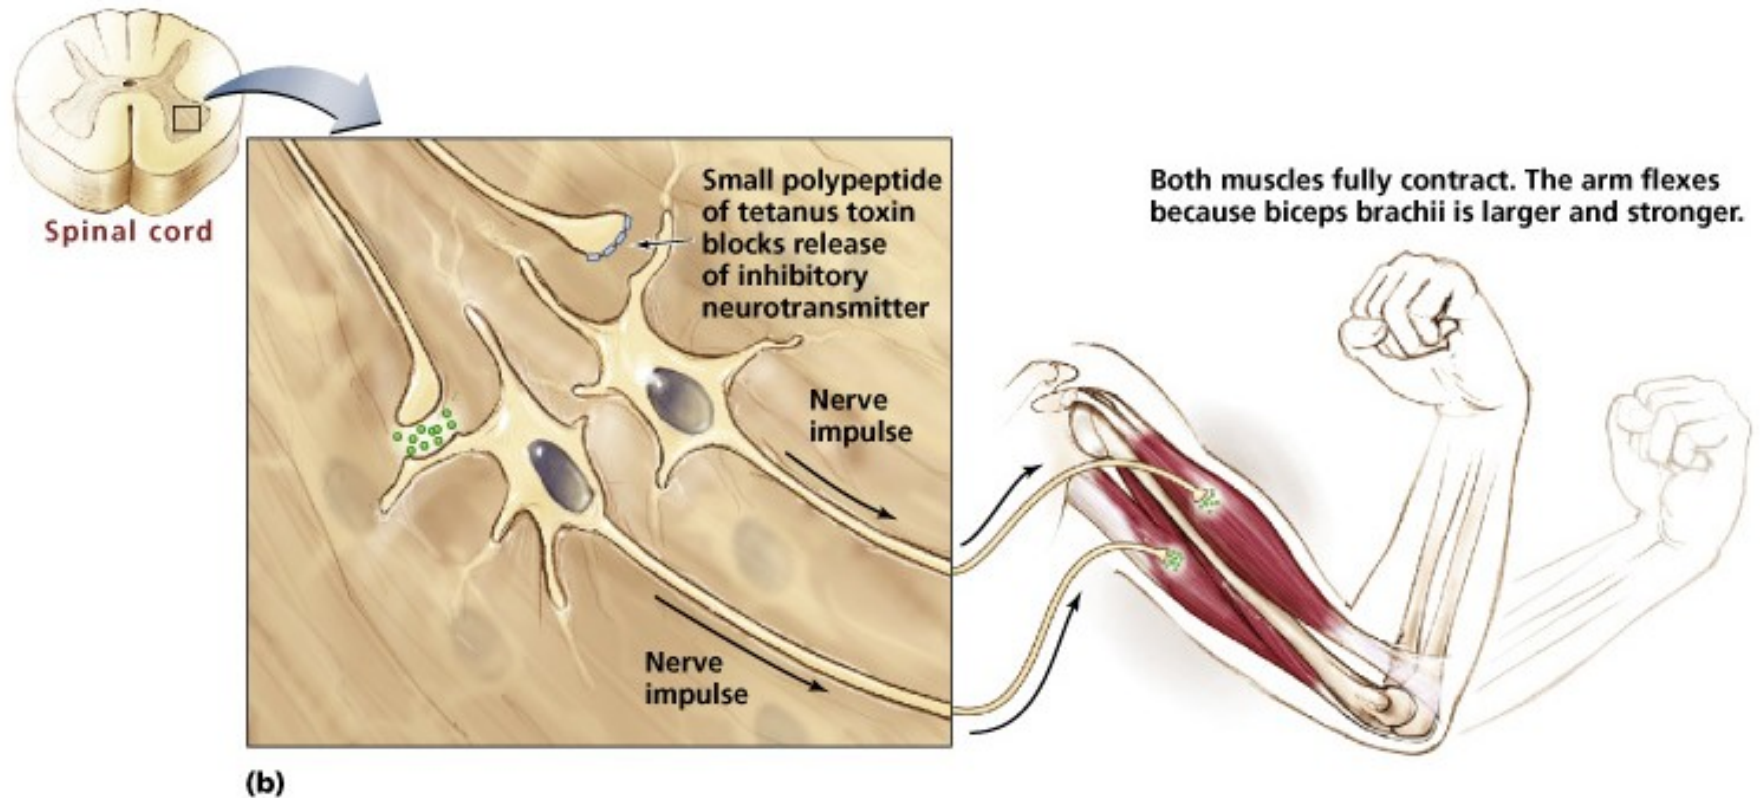 Spinal cord
Small polypeptide
of tetanus toxin
blocks release
of inhibitory
neurotransmitter
Nerve
impulse
Nerve
impulse
Both muscles fully contract. The arm flexes
because biceps brachii is larger and stronger.
(b)